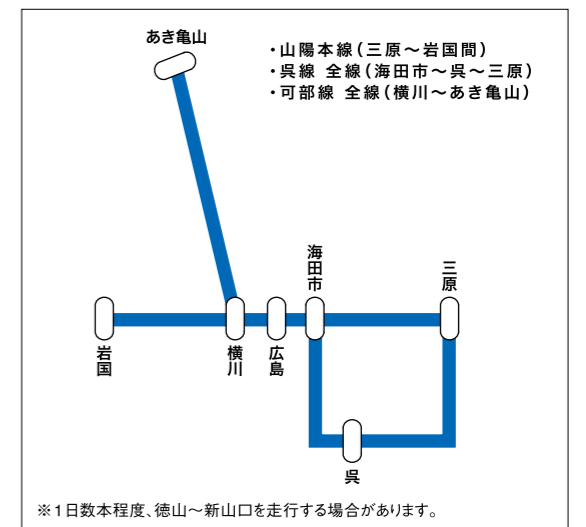 あき亀山
・山陽本線（三原～岩国間）
・呉線 全線（海田市～呉～三原）
・可部線 全線（横川～あき亀山）
海田市
三原
岩国
横川
広島
呉
※1日数本程度、徳山～新山口を走行する場合があります。